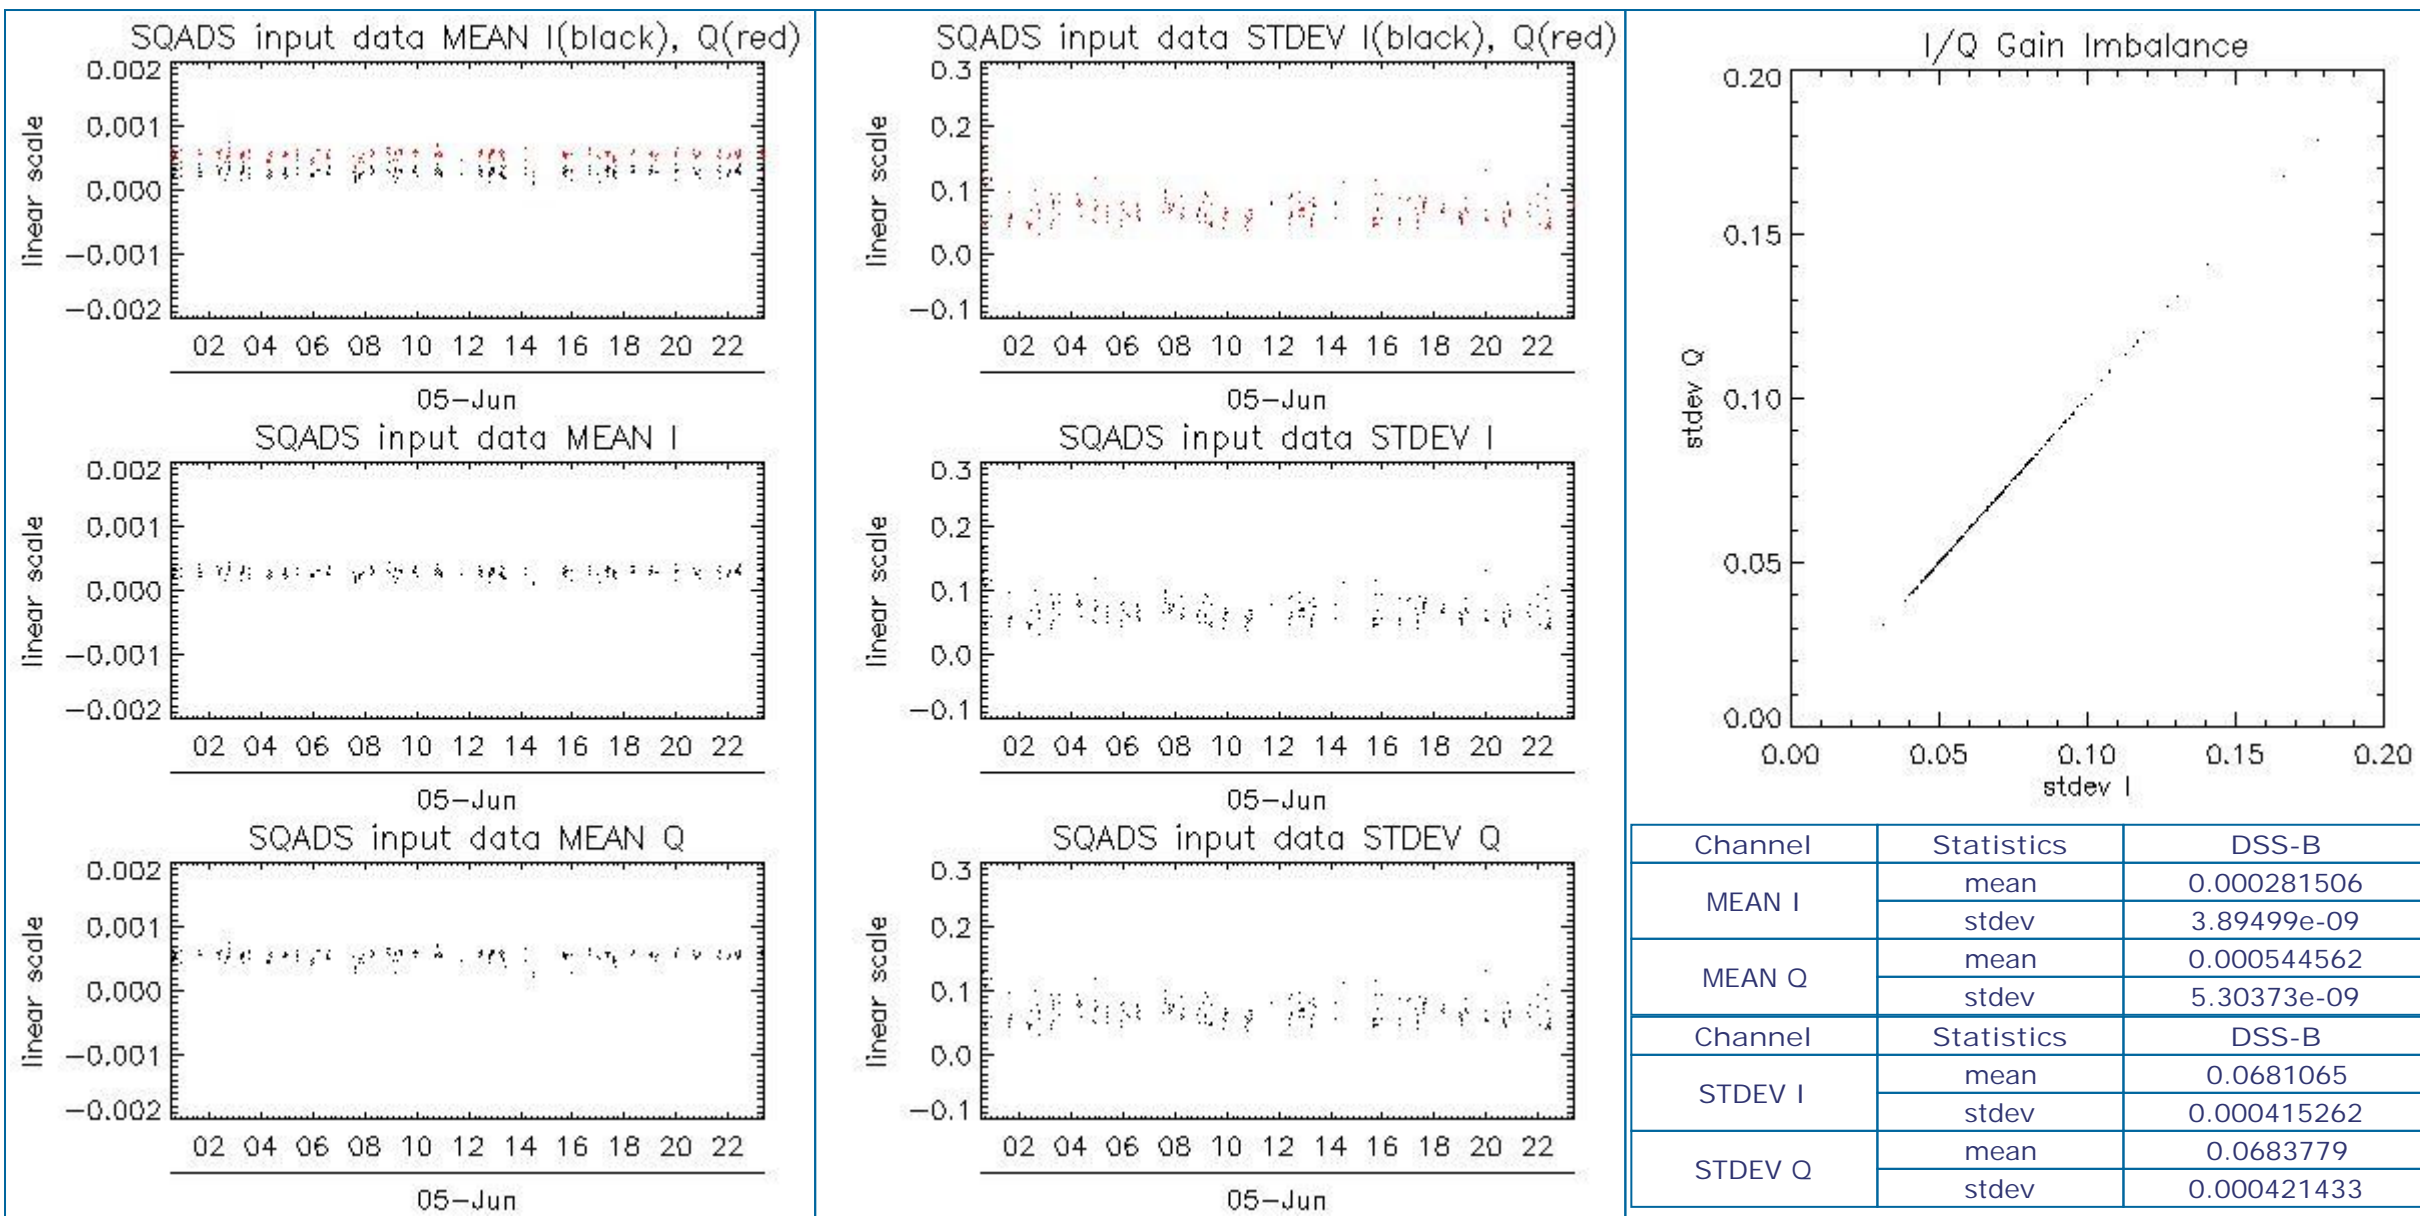 SQADS input data MEAN I(black), Q(red)
0.002
0.001
0.000
−0.001
−0.002
linear scale
02 04 06 08 10 12 14 16 18 20 22
05−Jun
SQADS input data MEAN I
0.002
0.001
0.000
−0.001
−0.002
linear scale
02 04 06 08 10 12 14 16 18 20 22
05−Jun
SQADS input data MEAN Q
0.002
0.001
0.000
−0.001
−0.002
linear scale
02 04 06 08 10 12 14 16 18 20 22
05−Jun
SQADS input data STDEV I(black), Q(red)
0.3
0.2
0.1
0.0
−0.1
linear scale
02 04 06 08 10 12 14 16 18 20 22
05−Jun
SQADS input data STDEV I
0.3
0.2
0.1
0.0
−0.1
linear scale
02 04 06 08 10 12 14 16 18 20 22
05−Jun
SQADS input data STDEV Q
0.3
0.2
0.1
0.0
−0.1
linear scale
02 04 06 08 10 12 14 16 18 20 22
05−Jun
I/Q Gain Imbalance
0.20
0.15
0.10
0.05
0.00
stdev Q
0.00 0.05 0.10 0.15 0.20
stdev I
Channel Statistics DSS-B
MEAN I mean 0.000281506
stdev 3.89499e-09
MEAN Q mean 0.000544562
stdev 5.30373e-09
Channel Statistics DSS-B
STDEV I mean 0.0681065
stdev 0.000415262
STDEV Q mean 0.0683779
stdev 0.000421433